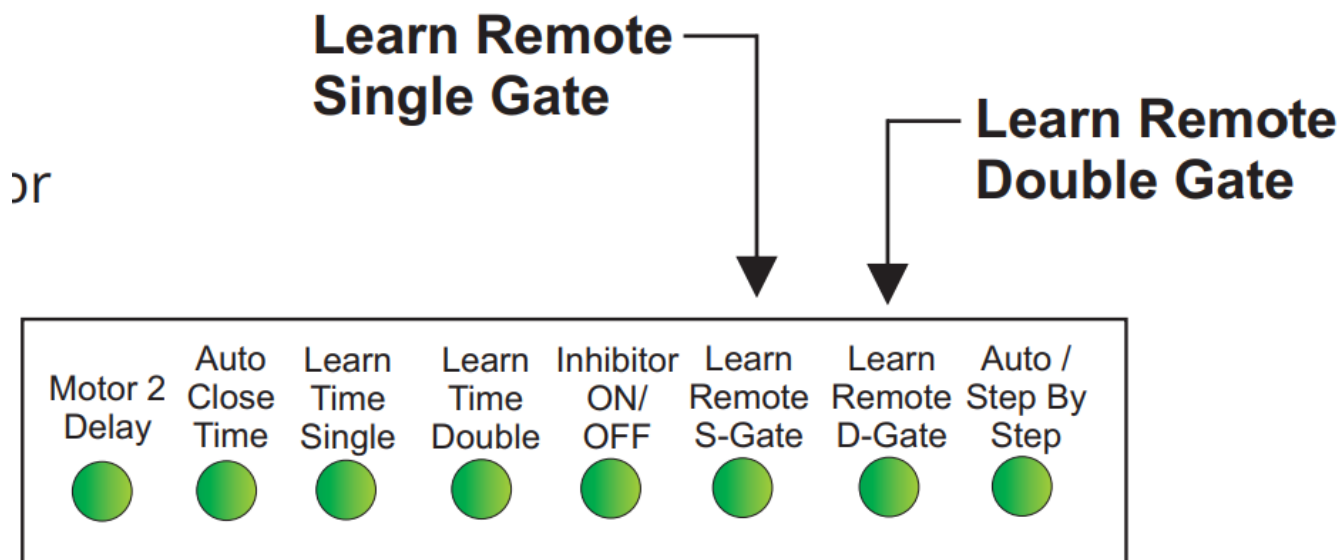 Learn Remote
Single Gate
Learn Remote
Double Gate
or
Motor 2
Delay
Auto
Close
Time
Learn
Time
Single
Learn
Time
Double
Inhibitor
ON/
OFF
Learn
Remote
S-Gate
Learn
Remote
D-Gate
Auto /
Step By
Step